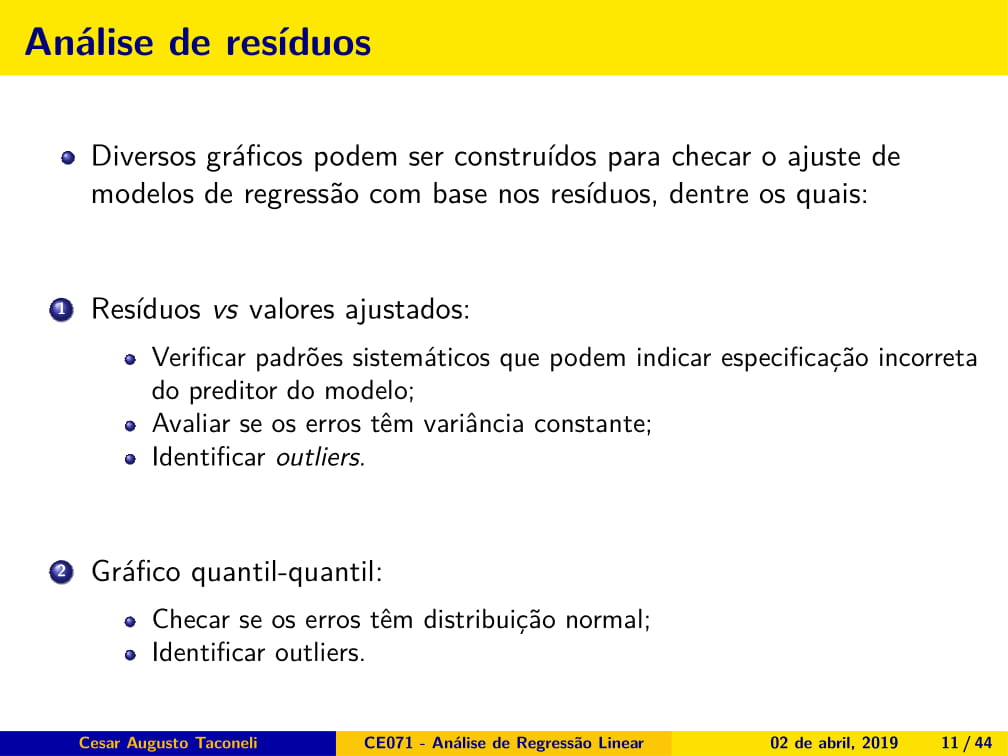 Análise de resíduos
Diversos gráficos podem ser construídos para checar o ajuste de
modelos de regressão com base nos resíduos, dentre os quais:
1 Resíduos vs valores ajustados:
Verificar padrões sistemáticos que podem indicar especificação incorreta
do preditor do modelo;
Avaliar se os erros têm variância constante;
Identificar outliers.
2 Gráfico quantil-quantil:
Checar se os erros têm distribuição normal;
Identificar outliers.
Cesar Augusto Taconeli CE071 - Análise de Regressão Linear 02 de abril, 2019 11 / 44